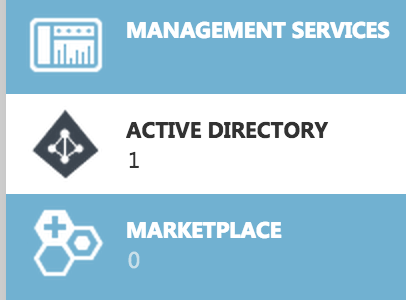 MANAGEMENT SERVICES
ACTIVE DIRECTORY
1
MARKETPLACE
0